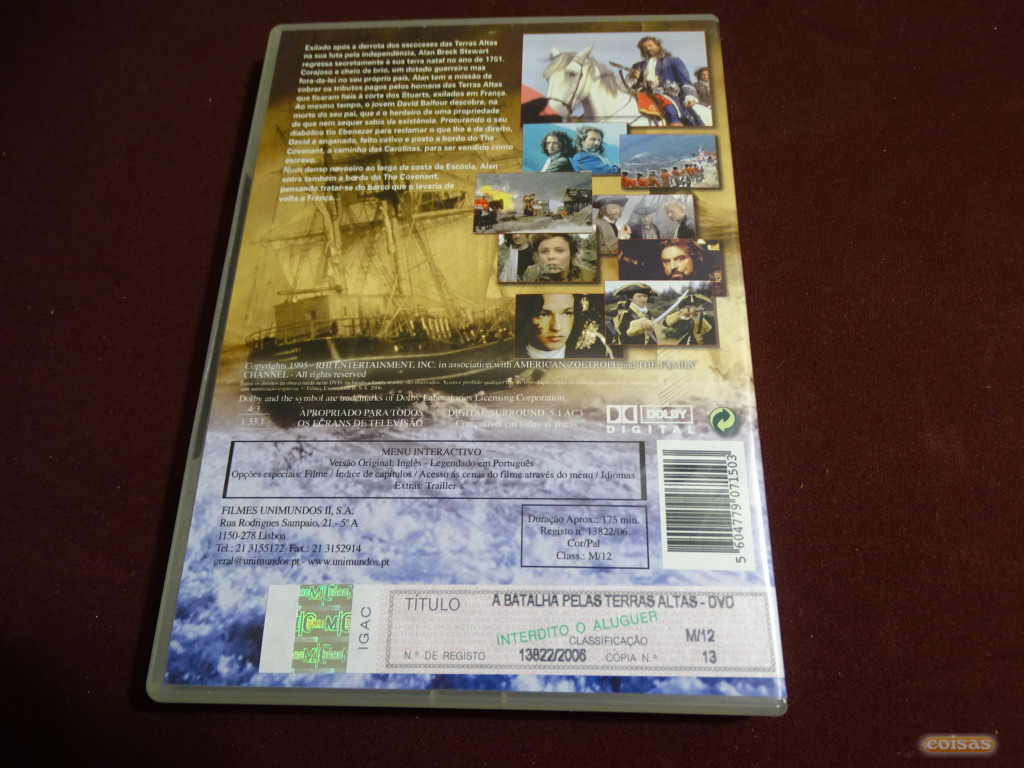 Exilado após a derrota dos escoceses das Terras Altas
na sua luta pela independência, Alan Breck Stewart
regressa secretamente à sua terra natal no ano de 1751.
Corajoso e cheio de brio, um dotado guerreiro mas
fora-da-lei no seu próprio país, Alan tem a missão de
cobrar os tributos pagos pelos homens das Terras Altas
que ficaram fiéis à corte dos Stuarts, exilados em França.
Ao mesmo tempo, o jovem David Balfour descobre, na
morte do seu pai, que é o herdeiro de uma propriedade
de que nem sequer sabia da existência. Procurando o seu
diabólico tio Ebenezer para reclamar o que lhe é de direito,
David é enganado, feito cativo e posto a bordo do The
Covenant, a caminho das Carolinas, para ser vendido como
escravo.
Num denso nevoeiro ao largo da costa da Escócia, Alan
entra também a bordo do The Covenant,
pensando tratar-se do barco que o levaria de
volta a França...
Copyrights 1995 - RHI ENTERTAINMENT, INC. in association with AMERICAN ZOETROPE and THE FAMILY
CHANNEL - All rights reserved
Dolby and the symbol are trademarks of Dolby Laboratories Licensing Corporation.
4:3
1.33:1
APROPRIADO PARA TODOS
OS ECRANS DE TELEVISÃO
DIGITAL SURROUND 5.1 AC3
Compatível em todas as zonas
DOLBY
DIGITAL
MENU INTERACTIVO
Versão Original: Inglês - Legendado em Português
Opções especiais: Filme / Índice de capítulos / Acesso ás cenas do filme através do menu / Idiomas
Extras: Trailler´s
FILMES UNIMUNDOS II, S.A.
Rua Rodrigues Sampaio, 21 - 5º A
1150-278 Lisboa
Tel.: 21 3155172 Fax.: 21 3152914
geral@unimundos.pt - www.unimundos.pt
Duração Aprox.: 175 min.
Registo nº 13822/06
Cor/Pal
Class.: M/12
5 604779 071503
IGAC
TÍTULO A BATALHA PELAS TERRAS ALTAS - DVD
INTERDITO O ALUGUER
CLASSIFICAÇÃO M/12
N.º DE REGISTO 13822/2006 CÓPIA N.º 13
coisas